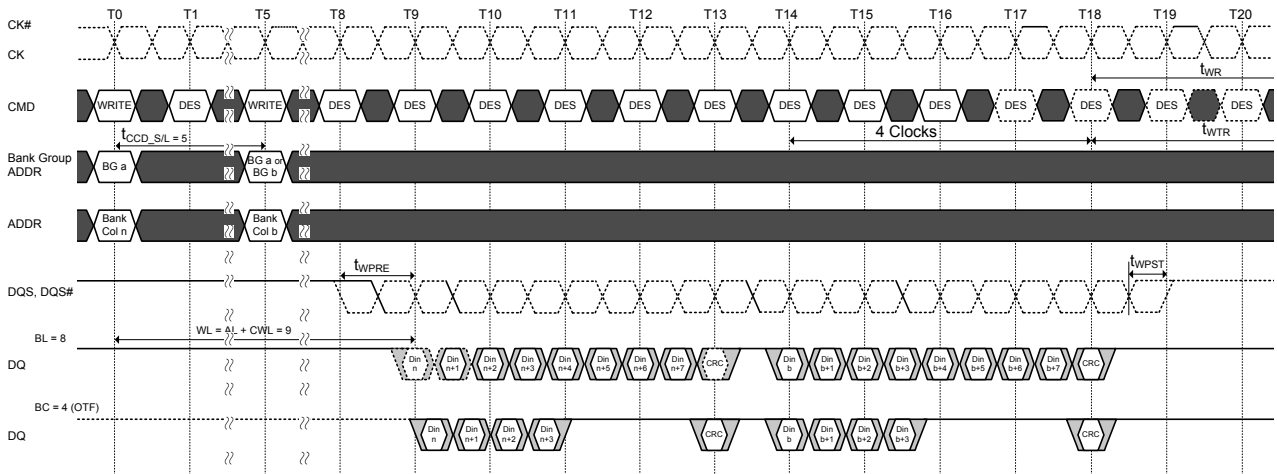 T0 T1 T5 T8 T9 T10 T11 T12 T13 T14 T15 T16 T17 T18 T19 T20
CK#
CK
tWR
CMD WRITE DES WRITE DES DES DES DES DES DES DES DES DES DES DES DES DES
tCCD_S/L = 5
4 Clocks
tWTR
Bank Group
ADDR
BG a
BG a or
BG b
ADDR
Bank
Col n
Bank
Col b
tWPRE
tWPST
DQS, DQS#
WL = AL + CWL = 9
BL = 8
DQ
Din
n
Din
n+1
Din
n+2
Din
n+3
Din
n+4
Din
n+5
Din
n+6
Din
n+7
CRC
Din
b
Din
b+1
Din
b+2
Din
b+3
Din
b+4
Din
b+5
Din
b+6
Din
b+7
CRC
BC = 4 (OTF)
DQ
Din
n
Din
n+1
Din
n+2
Din
n+3
CRC
Din
b
Din
b+1
Din
b+2
Din
b+3
CRC